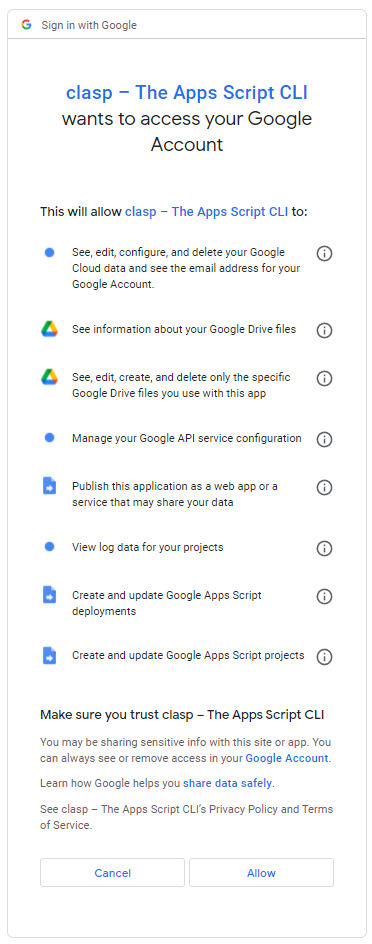 Sign in with Google
clasp – The Apps Script CLI
wants to access your Google
Account
This will allow clasp – The Apps Script CLI to:
See, edit, configure, and delete your Google
Cloud data and see the email address for your
Google Account.
See information about your Google Drive files
See, edit, create, and delete only the specific
Google Drive files you use with this app
Manage your Google API service configuration
Publish this application as a web app or a
service that may share your data
View log data for your projects
Create and update Google Apps Script
deployments
Create and update Google Apps Script projects
Make sure you trust clasp – The Apps Script CLI
You may be sharing sensitive info with this site or app. You
can always see or remove access in your Google Account.
Learn how Google helps you share data safely.
See clasp – The Apps Script CLI's Privacy Policy and Terms
of Service.
Cancel Allow